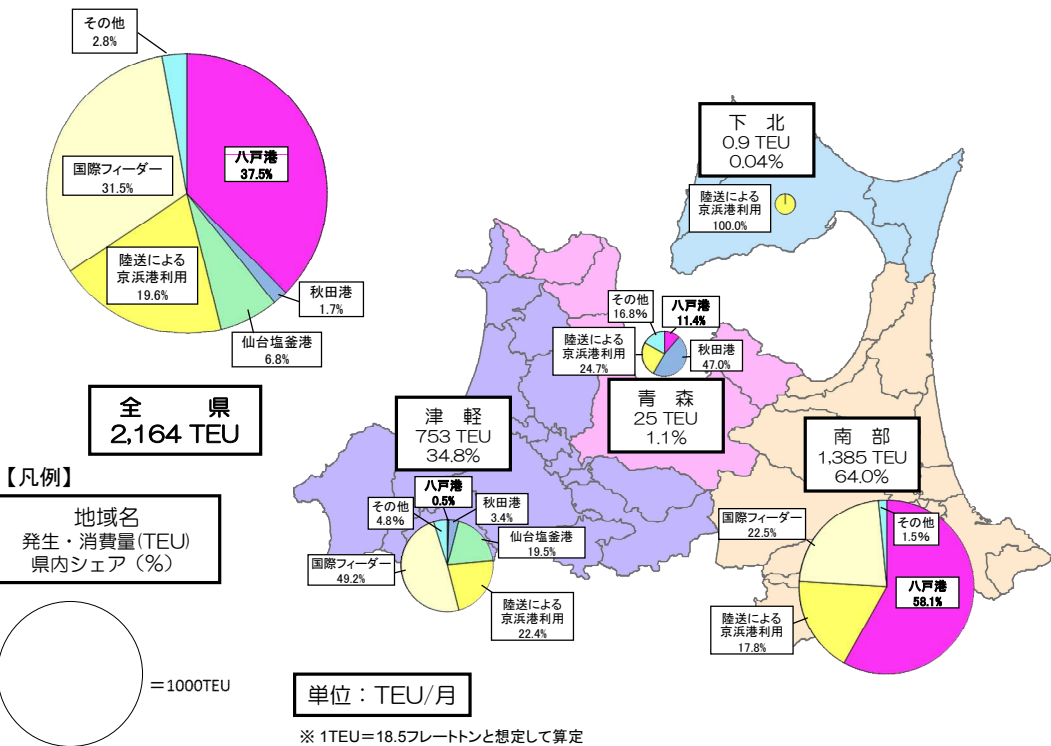 その他
2.8%
八戸港
37.5%
国際フィーダー
31.5%
陸送による
京浜港利用
19.6%
秋田港
1.7%
仙台塩釜港
6.8%
全　県
2,164 TEU
【凡例】
地域名
発生・消費量(TEU)
県内シェア（%）
＝1000TEU
下　北
0.9 TEU
0.04%
陸送による
京浜港利用
100.0%
その他
16.8%
八戸港
11.4%
陸送による
京浜港利用
24.7%
秋田港
47.0%
青　森
25 TEU
1.1%
津　軽
753 TEU
34.8%
八戸港
0.5%
その他
4.8%
秋田港
3.4%
仙台塩釜港
19.5%
国際フィーダー
49.2%
陸送による
京浜港利用
22.4%
南　部
1,385 TEU
64.0%
国際フィーダー
22.5%
その他
1.5%
八戸港
58.1%
陸送による
京浜港利用
17.8%
単位：TEU/月
※ 1TEU＝18.5フレートトンと想定して算定